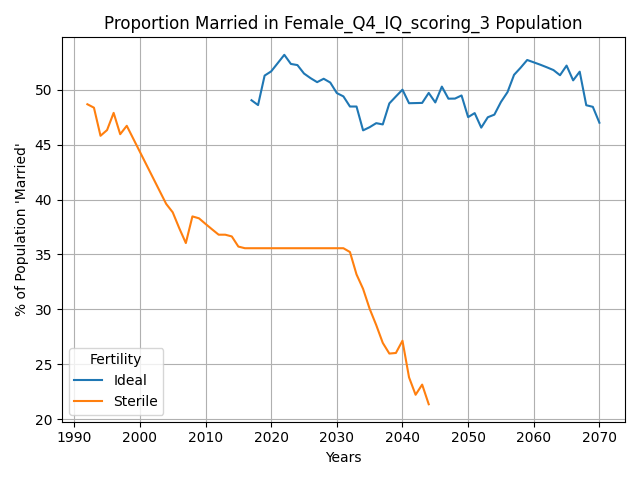 Proportion Married in Female_Q4_IQ_scoring_3 Population
% of Population 'Married'
50
45
40
35
30
25
20
Fertility
Ideal
Sterile
1990 2000 2010 2020 2030 2040 2050 2060 2070
Years